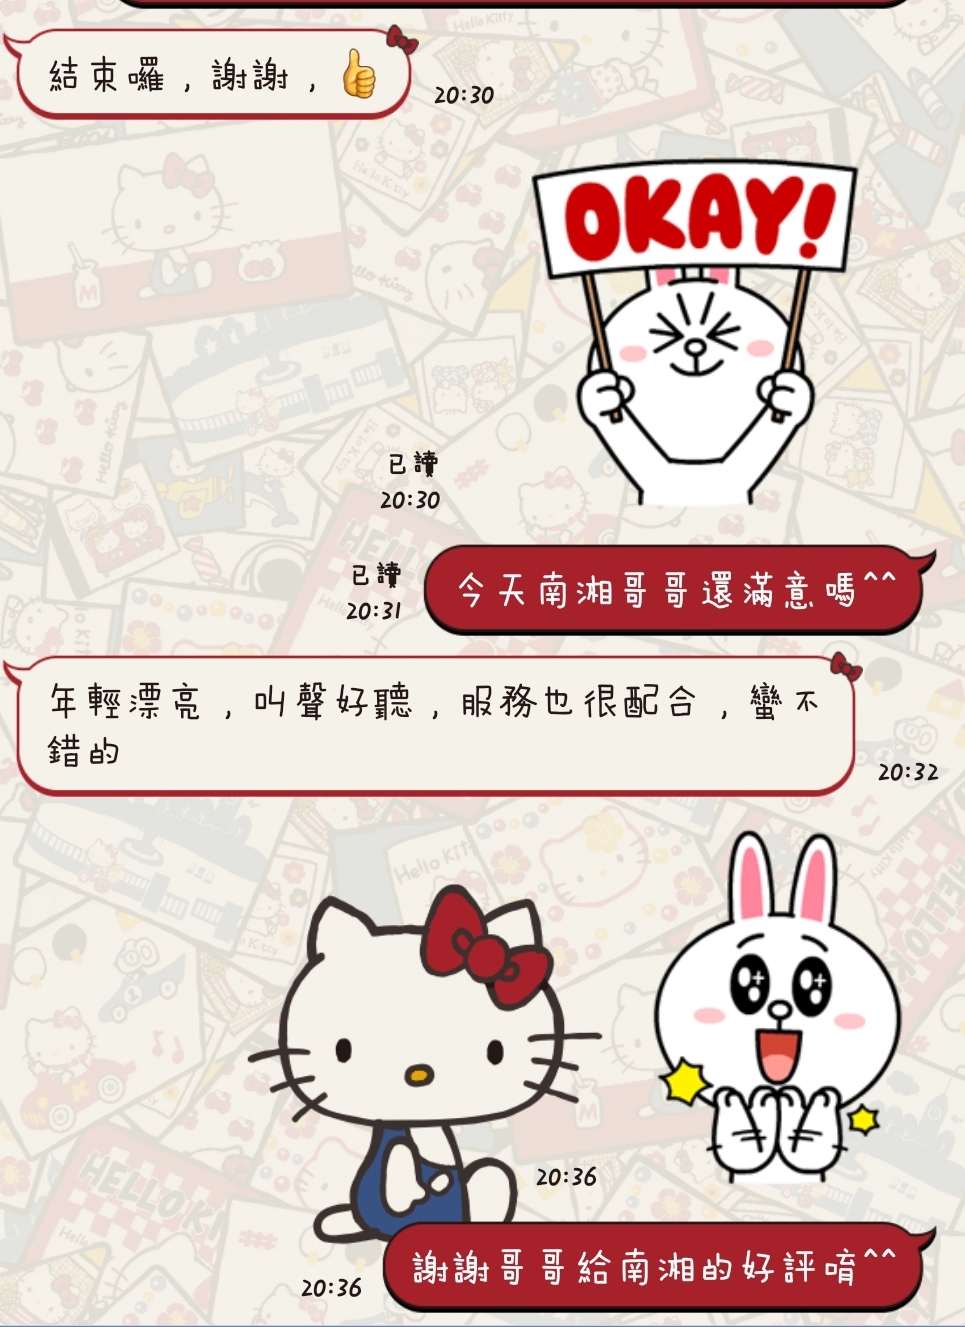 結束囉，謝謝，👍
20:30
OKAY!
已讀
20:30
今天南湘哥哥還滿意嗎^^
已讀
20:31
年輕漂亮，叫聲好聽，服務也很配合，蠻不
錯的
20:32
20:36
謝謝哥哥給南湘的好評唷^^
20:36